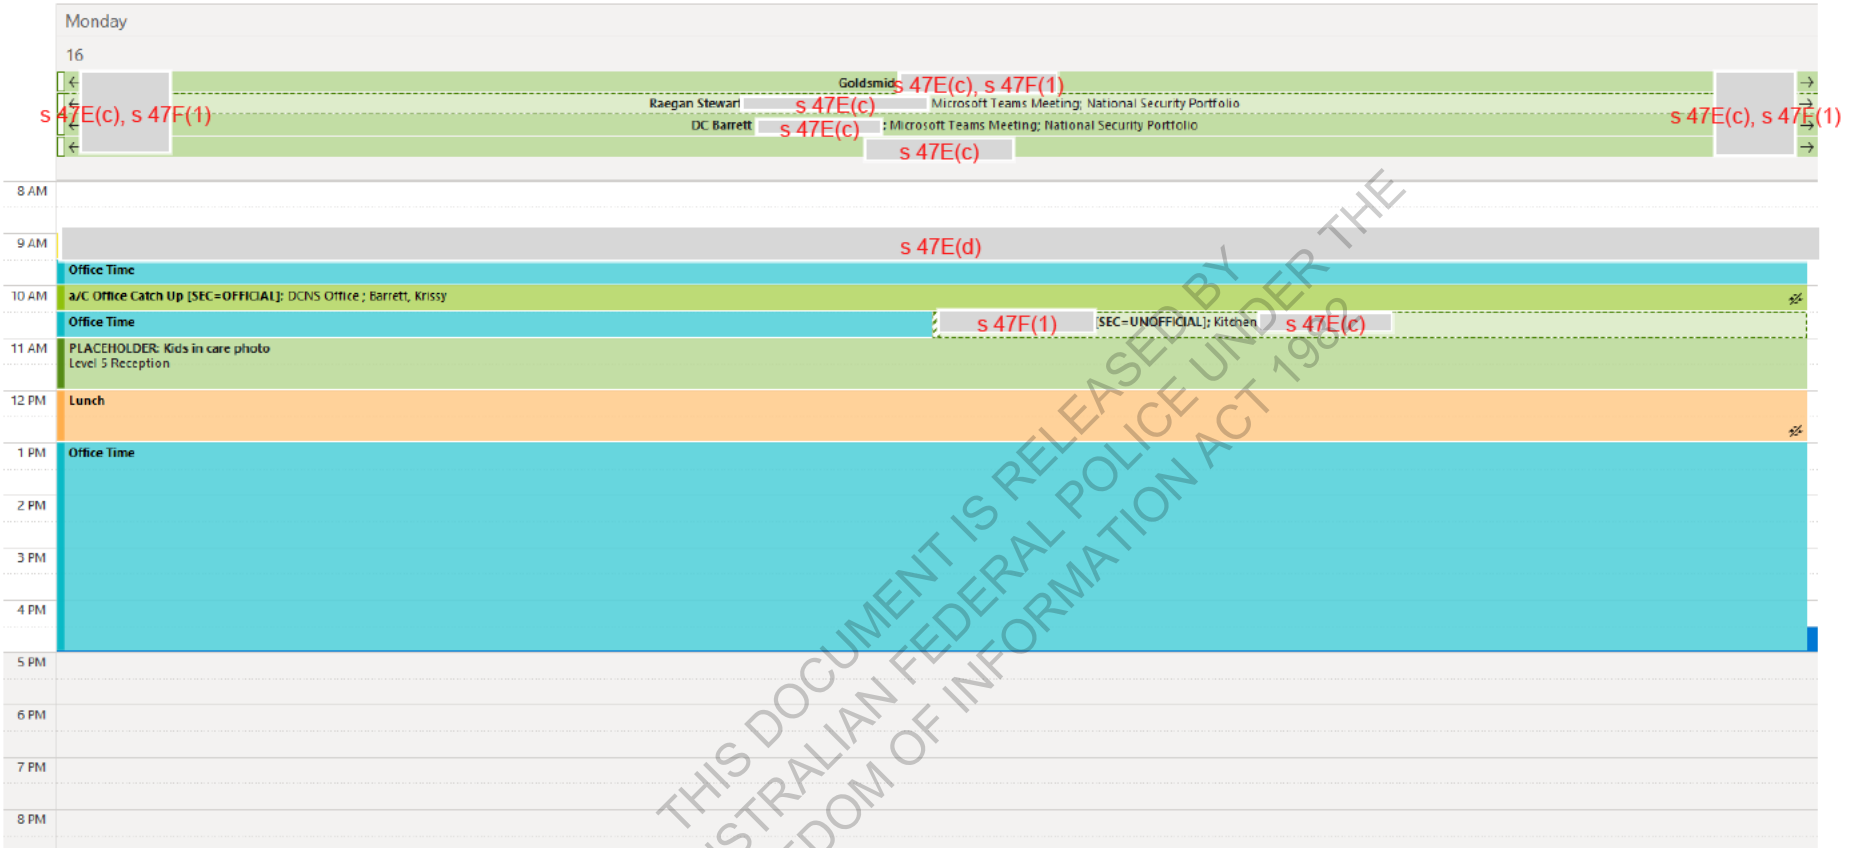 Monday
16
Goldsmid s 47E(c), s 47F(1)
Raegan Stewart s 47E(c) Microsoft Teams Meeting; National Security Portfolio
s 47E(c), s 47F(1)
s 47E(c), s 47F(1)
DC Barrett s 47E(c) ; Microsoft Teams Meeting; National Security Portfolio
s 47E(c)
8 AM
9 AM
s 47E(d)
Office Time
10 AM
a/C Office Catch Up [SEC=OFFICIAL]; DCNS Office ; Barrett, Krissy
Office Time
s 47F(1) [SEC=UNOFFICIAL]; Kitchen s 47E(c)
11 AM
PLACEHOLDER: Kids in care photo
Level 5 Reception
12 PM
Lunch
1 PM
Office Time
2 PM
3 PM
4 PM
5 PM
6 PM
7 PM
8 PM
THIS DOCUMENT IS RELEASED BY
STRALIAN FEDERAL POLICE UNDER THE
EDOM OF INFORMATION ACT 1982